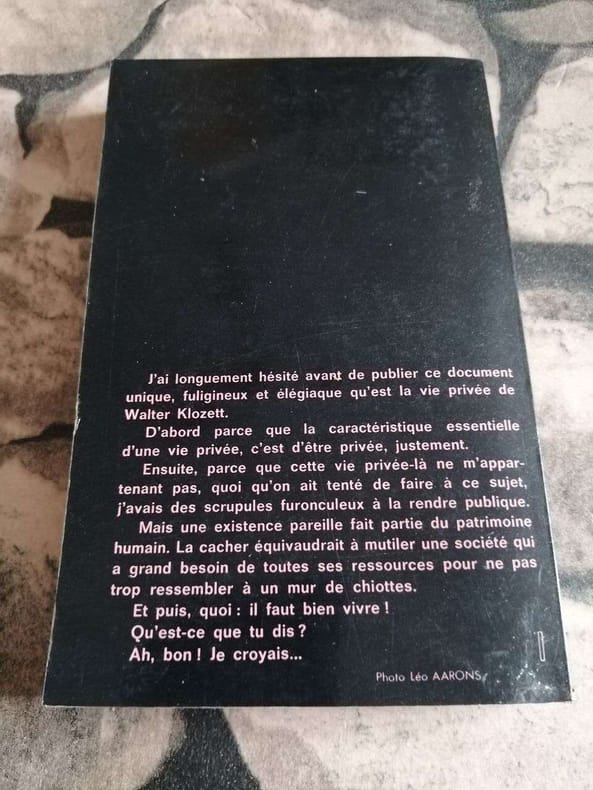 J'ai longuement hésité avant de publier ce document
unique, fuligineux et élégiaque qu'est la vie privée de
Walter Klozett.
D'abord parce que la caractéristique essentielle
d'une vie privée, c'est d'être privée, justement.
Ensuite, parce que cette vie privée-là ne m'appar-
tenant pas, quoi qu'on ait tenté de faire à ce sujet,
j'avais des scrupules furonculeux à la rendre publique.
Mais une existence pareille fait partie du patrimoine
humain. La cacher équivaudrait à mutiler une société qui
a grand besoin de toutes ses ressources pour ne pas
trop ressembler à un mur de chiottes.
Et puis, quoi : il faut bien vivre !
Qu'est-ce que tu dis ?
Ah, bon ! Je croyais...
Photo Léo AARONS